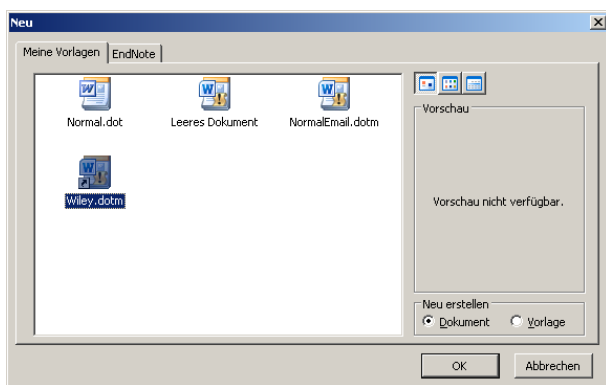 Neu
Meine Vorlagen EndNote
Normal.dot Leeres Dokument NormalEmail.dotm
Wiley.dotm
Vorschau
Vorschau nicht verfügbar.
Neu erstellen
Dokument Vorlage
OK Abbrechen